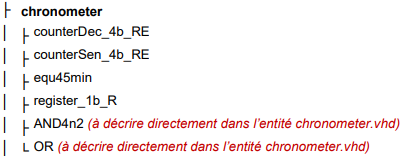 chronometer
counterDec_4b_RE
counterSen_4b_RE
equ45min
register_1b_R
AND4n2 (à décrire directement dans l'entité chronometer.vhd)
OR (à décrire directement dans l'entité chronometer.vhd)